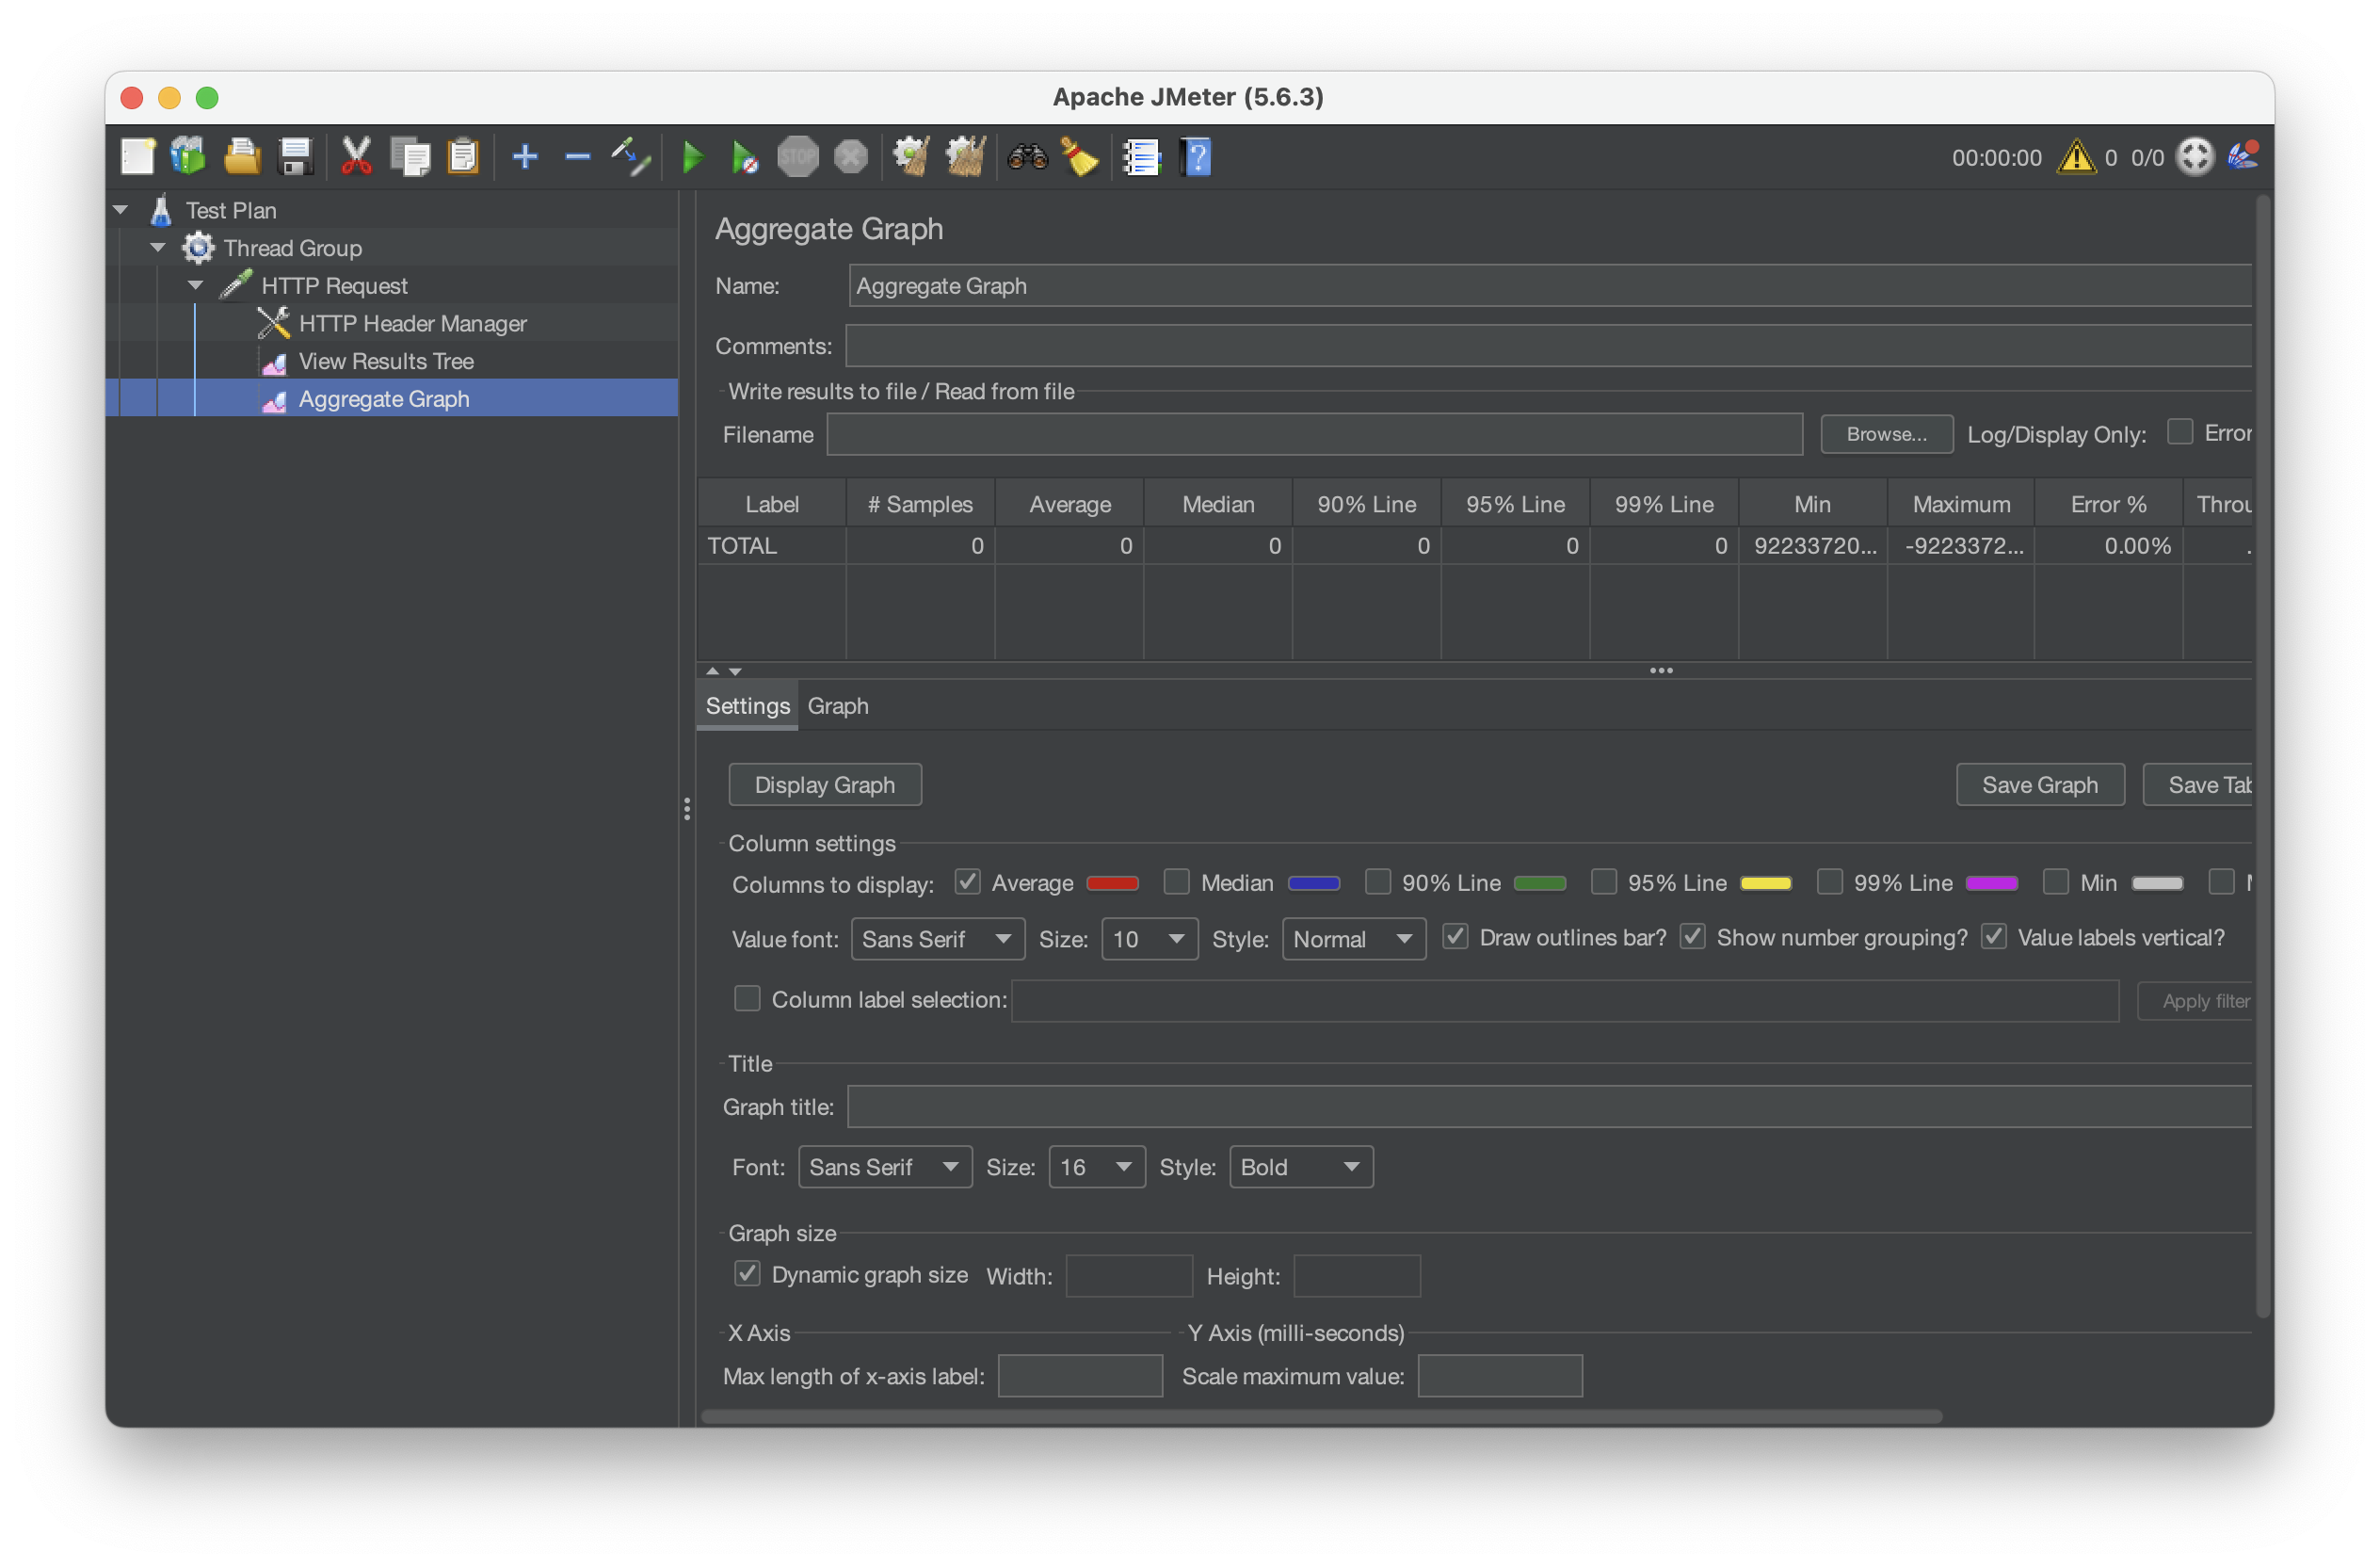 Apache JMeter (5.6.3)
STOP
00:00:00 0 0/0
Test Plan
Thread Group
HTTP Request
HTTP Header Manager
View Results Tree
Aggregate Graph
Aggregate Graph
Name: Aggregate Graph
Comments:
Write results to file / Read from file
Filename Browse... Log/Display Only: Error
Label # Samples Average Median 90% Line 95% Line 99% Line Min Maximum Error % Throu
TOTAL 0 0 0 0 0 0 92233720... -9223372... 0.00% .
Settings Graph
Display Graph Save Graph Save Tab
Column settings
Columns to display: Average Median 90% Line 95% Line 99% Line Min
Value font: Sans Serif Size: 10 Style: Normal Draw outlines bar? Show number grouping? Value labels vertical?
Column label selection: Apply filter
Title
Graph title:
Font: Sans Serif Size: 16 Style: Bold
Graph size
Dynamic graph size Width: Height:
X Axis Y Axis (milli-seconds)
Max length of x-axis label: Scale maximum value: